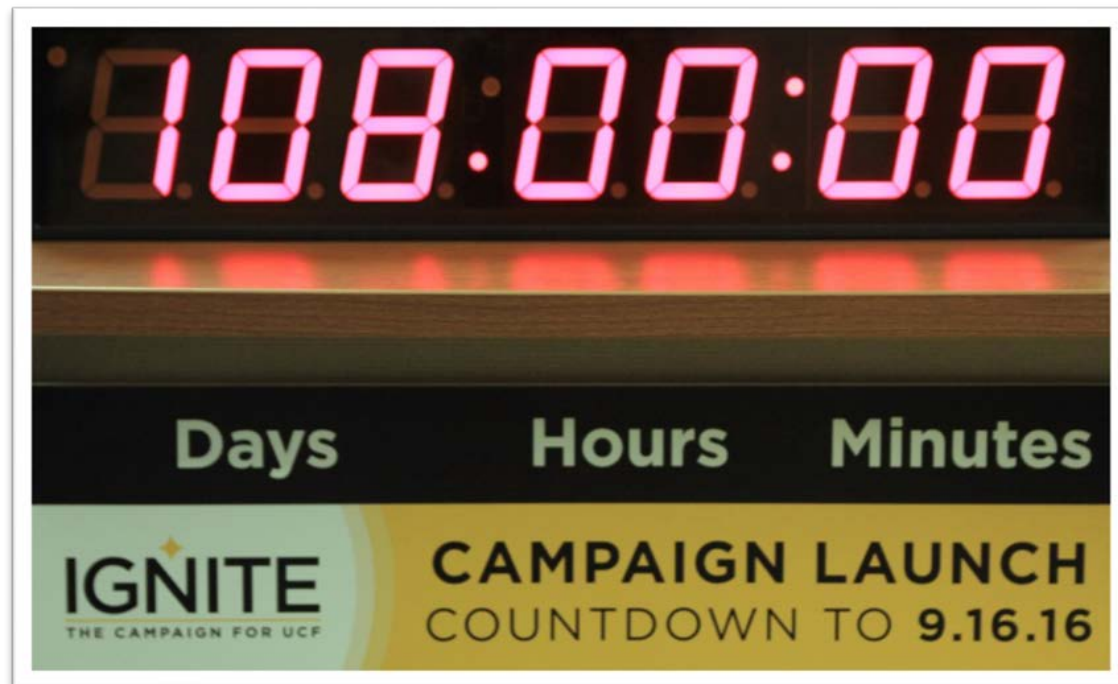 108:00:00
Days Hours Minutes
IGNITE
THE CAMPAIGN FOR UCF
CAMPAIGN LAUNCH
COUNTDOWN TO 9.16.16